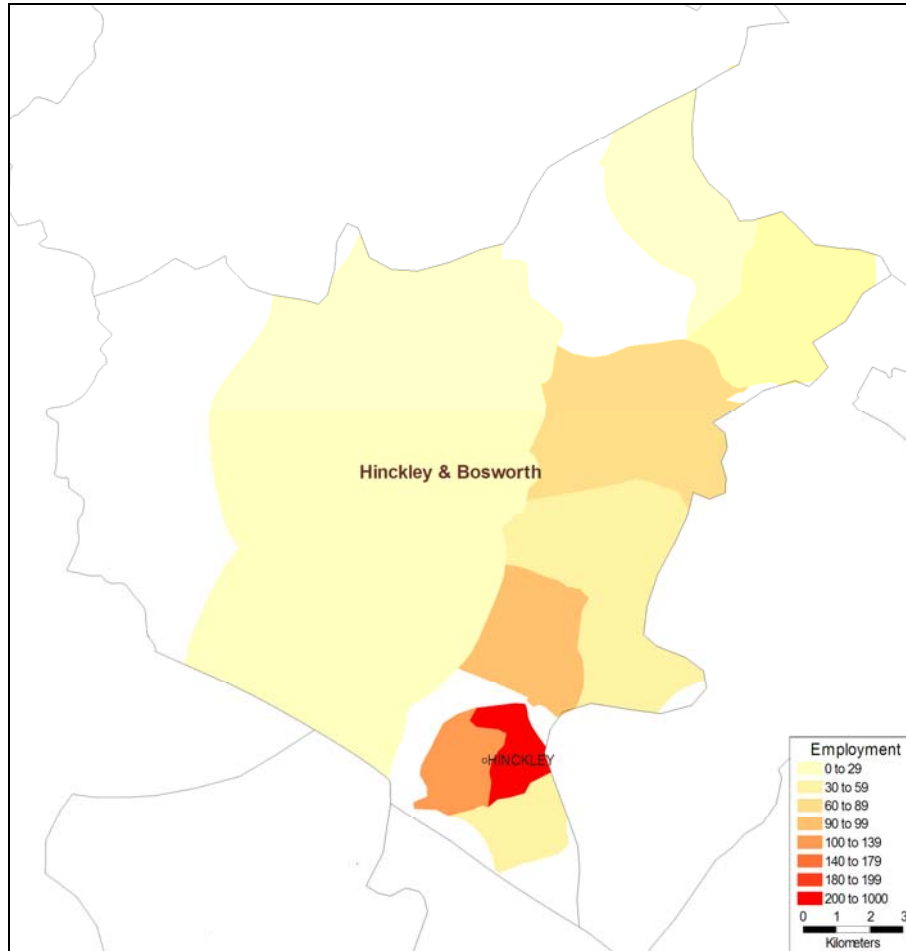 Hinckley & Bosworth
HINCKLEY
Employment
0 to 29
30 to 59
60 to 89
90 to 99
100 to 139
140 to 179
180 to 199
200 to 1000
0 1 2 3
Kilometers